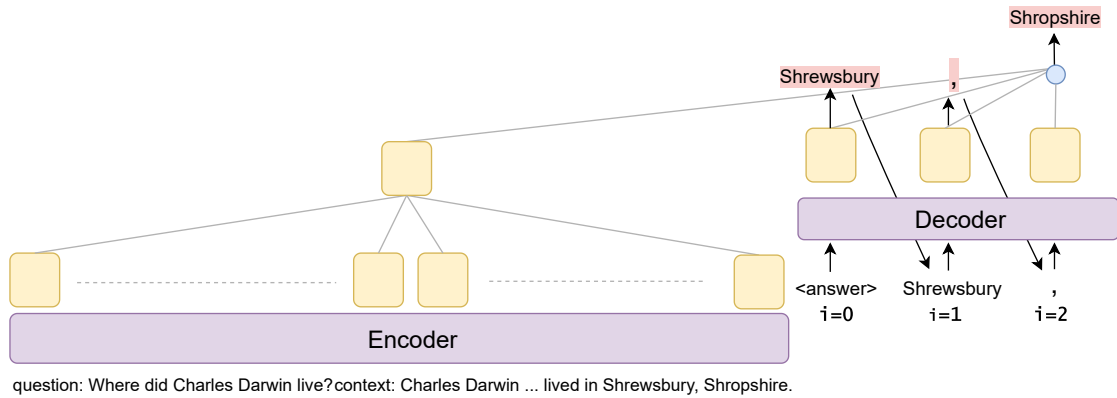 Shropshire
Shrewsbury ,
Decoder
<answer> Shrewsbury ,
i=0 i=1 i=2
Encoder
question: Where did Charles Darwin live?context: Charles Darwin ... lived in Shrewsbury, Shropshire.